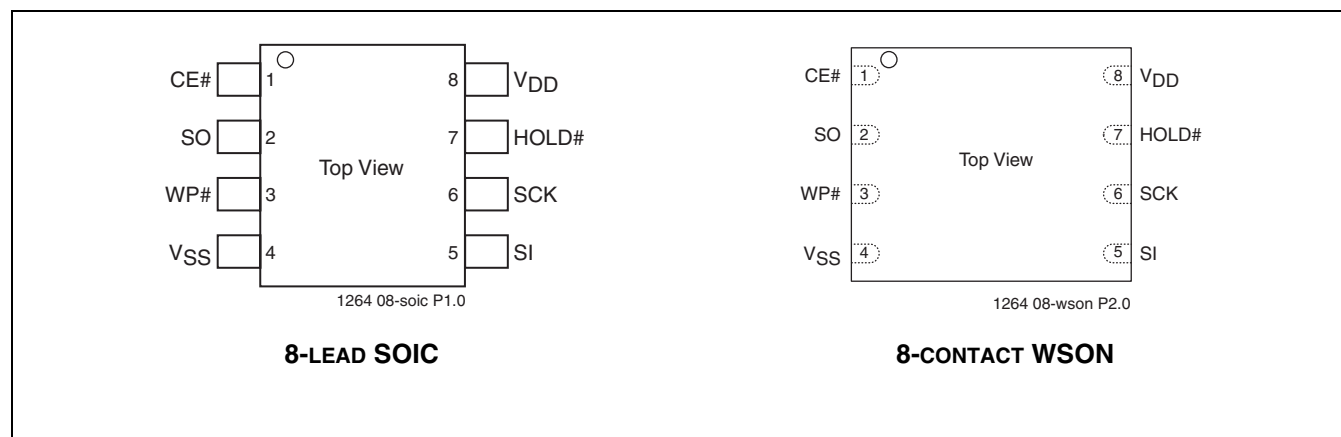 CE# 1 8 VDD
SO 2 7 HOLD#
WP# 3 6 SCK
VSS 4 5 SI
Top View
1264 08-soic P1.0
8-LEAD SOIC
CE# 1 8 VDD
SO 2 7 HOLD#
WP# 3 6 SCK
VSS 4 5 SI
Top View
1264 08-wson P2.0
8-CONTACT WSON